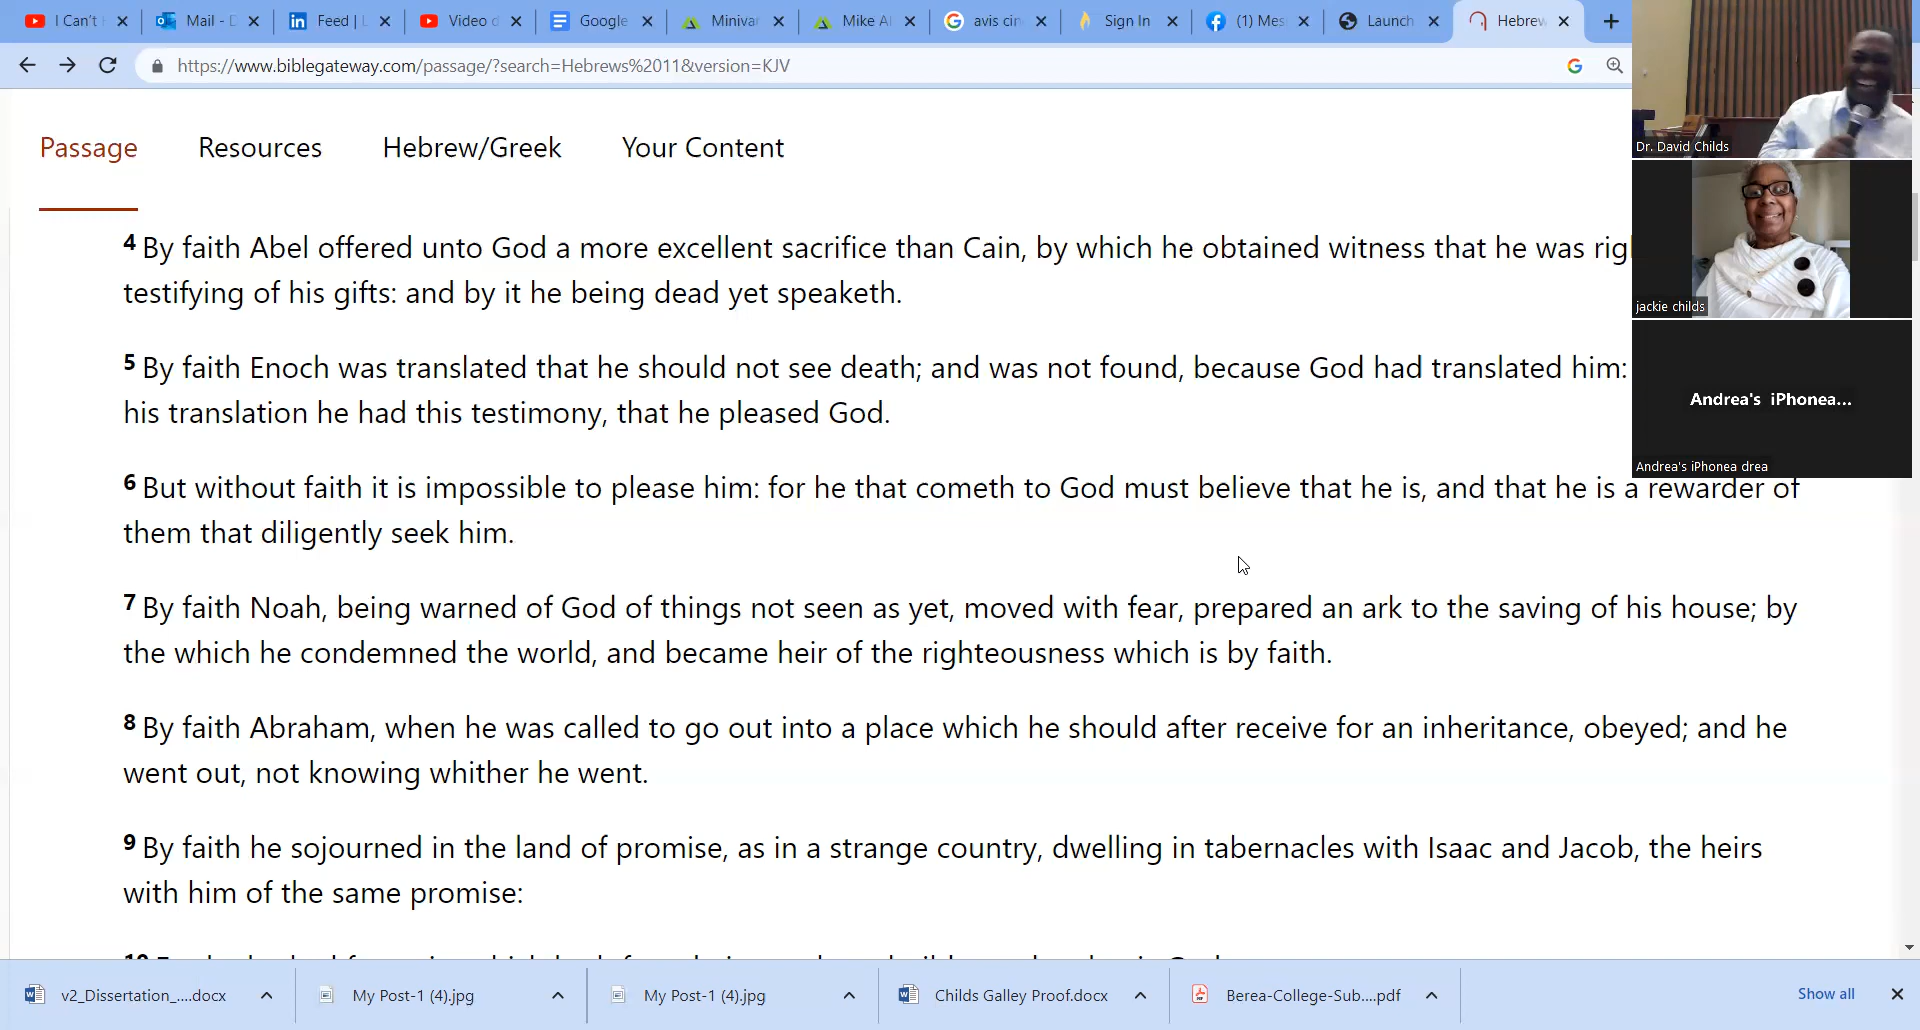 I Can't
Mail - D
Feed | L
Video d
Google
Minivan
Mike Al
avis cin
Sign In
(1) Mes
Launch
Hebrew
https://www.biblegateway.com/passage/?search=Hebrews%2011&version=KJV
Passage Resources Hebrew/Greek Your Content
4 By faith Abel offered unto God a more excellent sacrifice than Cain, by which he obtained witness that he was rig
testifying of his gifts: and by it he being dead yet speaketh.
5 By faith Enoch was translated that he should not see death; and was not found, because God had translated him:
his translation he had this testimony, that he pleased God.
6 But without faith it is impossible to please him: for he that cometh to God must believe that he is, and that he is a rewarder of
them that diligently seek him.
7 By faith Noah, being warned of God of things not seen as yet, moved with fear, prepared an ark to the saving of his house; by
the which he condemned the world, and became heir of the righteousness which is by faith.
8 By faith Abraham, when he was called to go out into a place which he should after receive for an inheritance, obeyed; and he
went out, not knowing whither he went.
9 By faith he sojourned in the land of promise, as in a strange country, dwelling in tabernacles with Isaac and Jacob, the heirs
with him of the same promise:
Dr. David Childs
jackie childs
Andrea's iPhonea...
Andrea's iPhonea drea
v2_Dissertation_....docx
My Post-1 (4).jpg
My Post-1 (4).jpg
Childs Galley Proof.docx
Berea-College-Sub....pdf
Show all